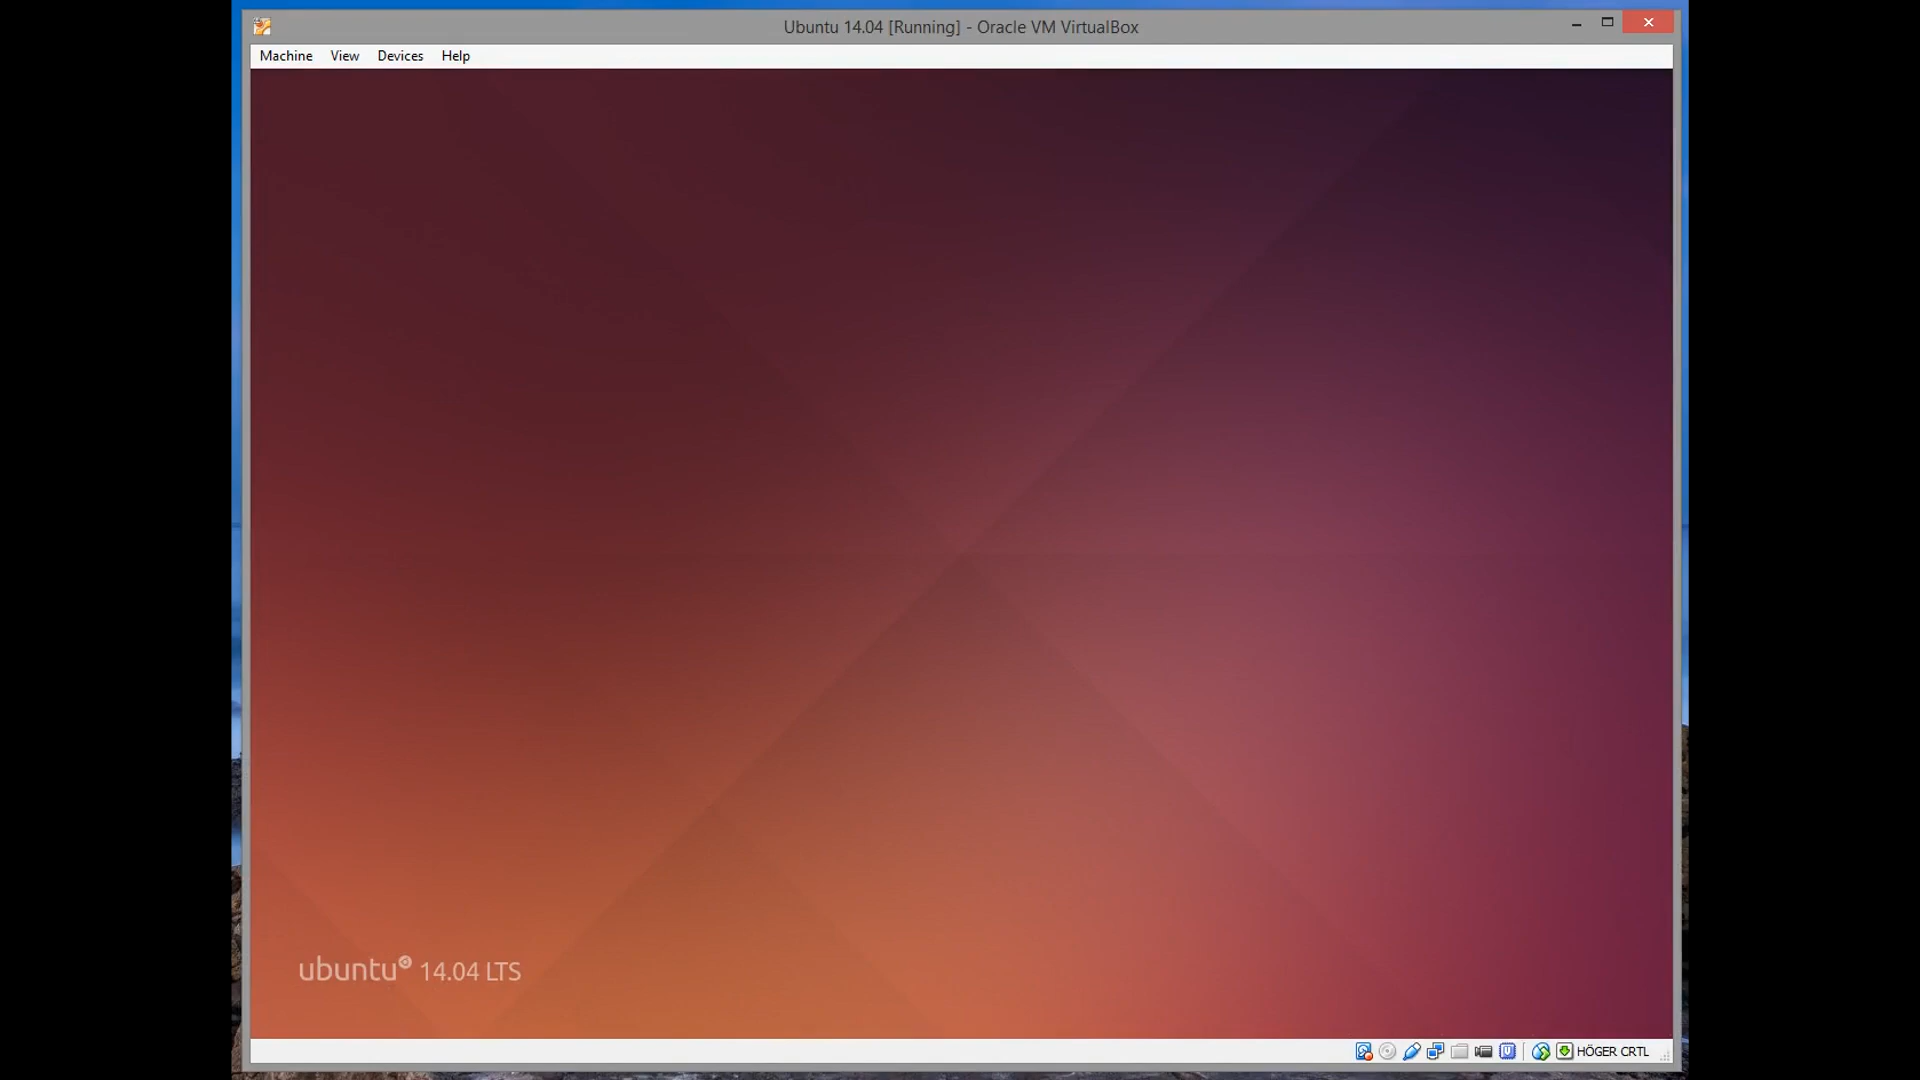 Ubuntu 14.04 [Running] - Oracle VM VirtualBox
Machine View Devices Help
ubuntu 14.04 LTS
HÖGER CRTL